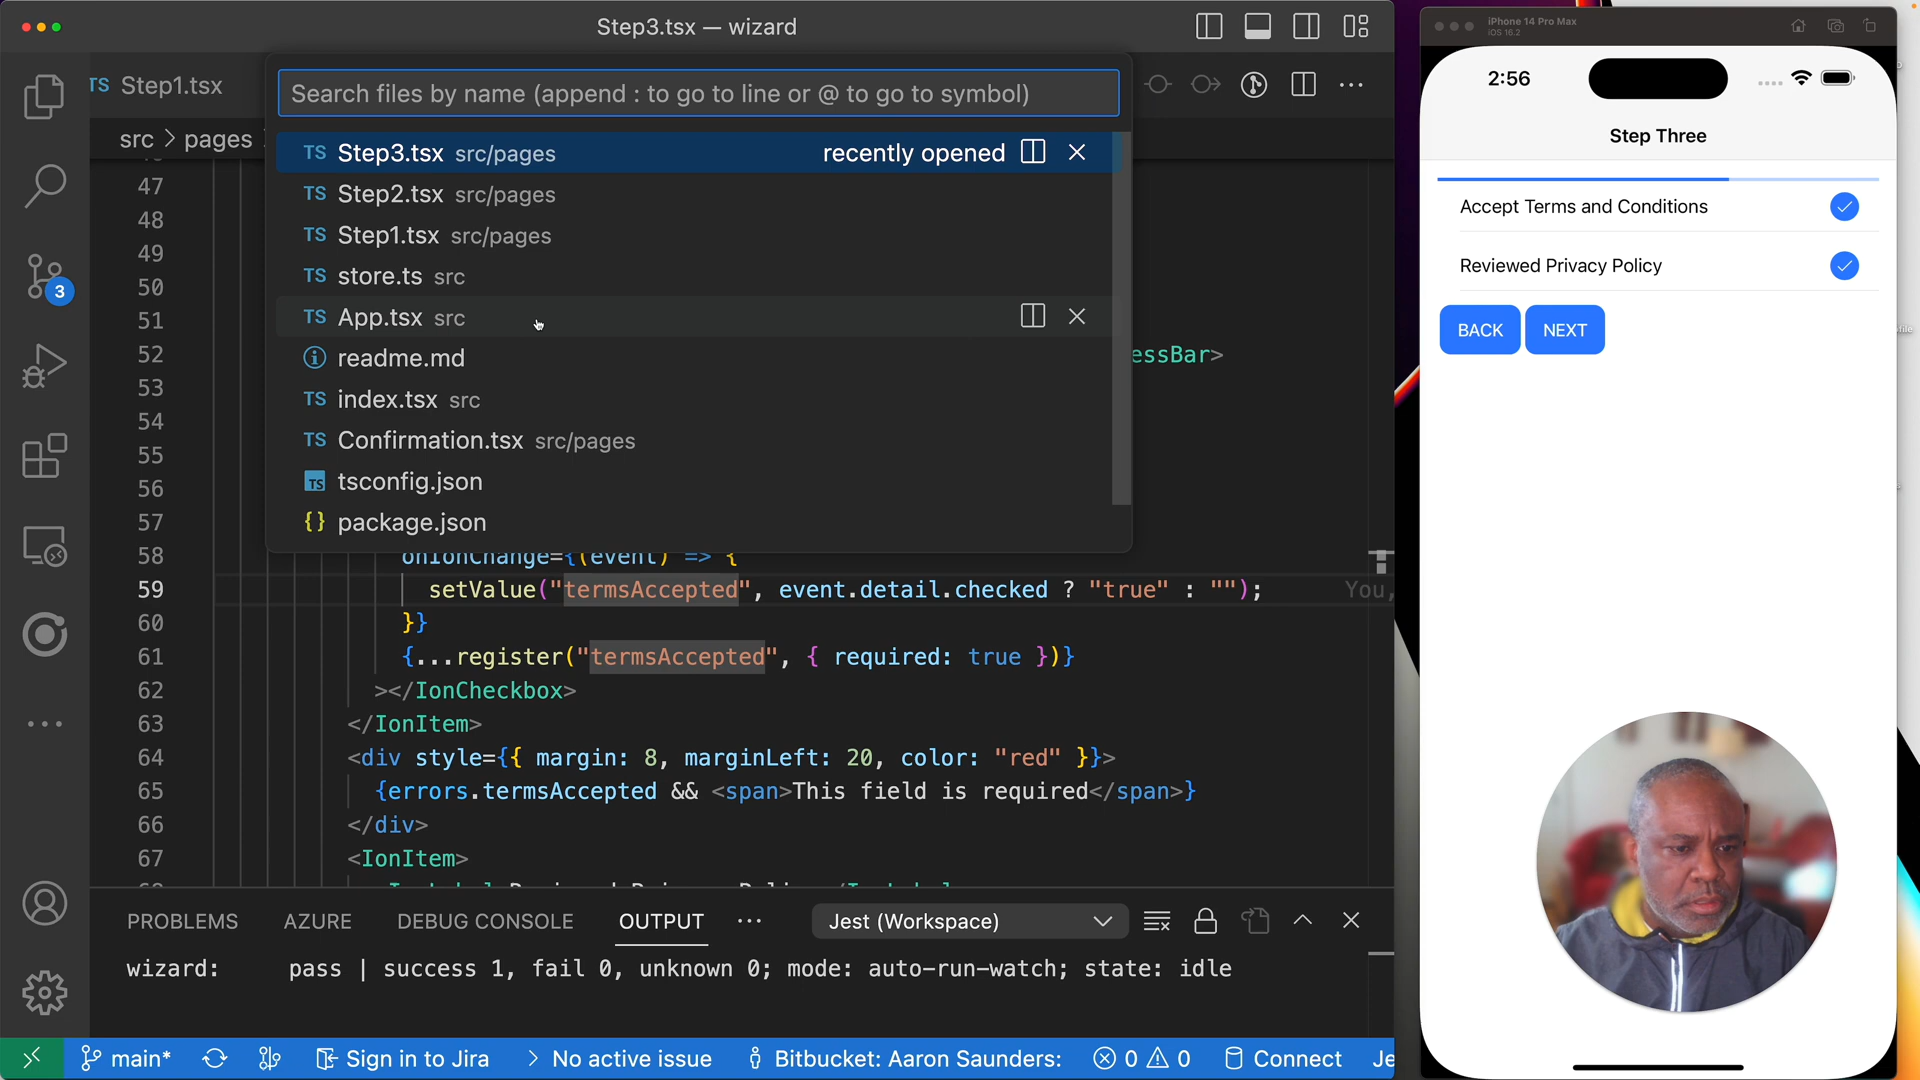 Step3.tsx — wizard
TS Step1.tsx
src > pages
Search files by name (append : to go to line or @ to go to symbol)
TS Step3.tsx src/pages recently opened
TS Step2.tsx src/pages
TS Step1.tsx src/pages
TS store.ts src
TS App.tsx src
readme.md
TS index.tsx src
TS Confirmation.tsx src/pages
TS tsconfig.json
{} package.json
47
48
49
50
51
52 essBar>
53
54
55
56
57
58 onIonChange={(event) => {
59 setValue("termsAccepted", event.detail.checked ? "true" : ""); You,
60 }}
61 {...register("termsAccepted", { required: true })}
62 ></IonCheckbox>
63 </IonItem>
64 <div style={{ margin: 8, marginLeft: 20, color: "red" }}>
65 {errors.termsAccepted && <span>This field is required</span>}
66 </div>
67 <IonItem>
3
PROBLEMS AZURE DEBUG CONSOLE OUTPUT ··· Jest (Workspace)
wizard: pass | success 1, fail 0, unknown 0; mode: auto-run-watch; state: idle
main* Sign in to Jira > No active issue Bitbucket: Aaron Saunders: 0 0 Connect Je
iPhone 14 Pro Max
iOS 16.2
2:56
Step Three
Accept Terms and Conditions
Reviewed Privacy Policy
BACK NEXT